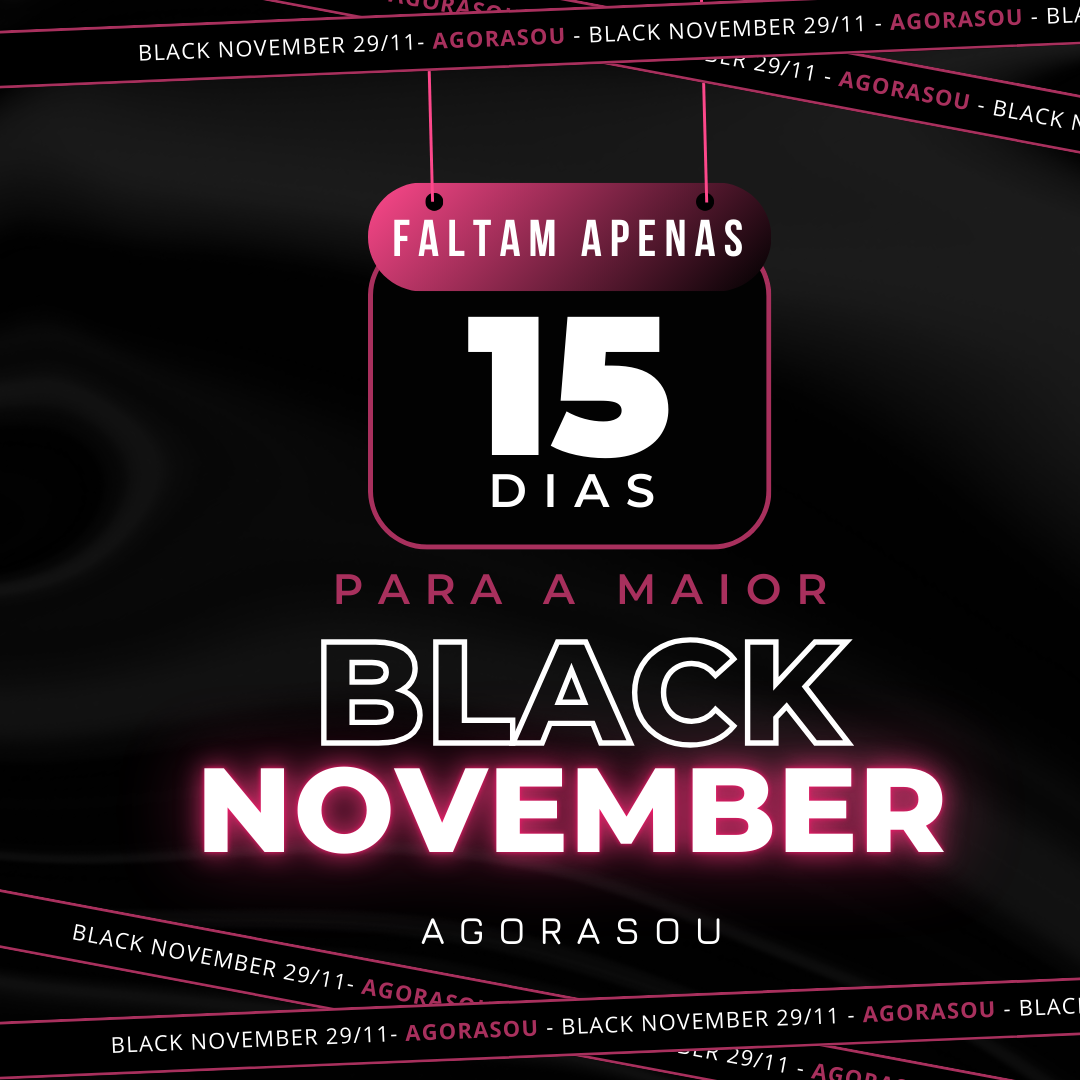 AGORASOU
BLACK NOVEMBER 29/11- AGORASOU - BLACK NOVEMBER 29/11 - AGORASOU -
29/11 - AGORASOU - BLACK
FALTAM APENAS
15
DIAS
PARA A MAIOR
BLACK
NOVEMBER
AGORASOU
BLACK NOVEMBER 29/11- AGORASOU
BLACK NOVEMBER 29/11- AGORASOU - BLACK NOVEMBER 29/11 - AGORASOU - BLACK
29/11 - AGORASOU